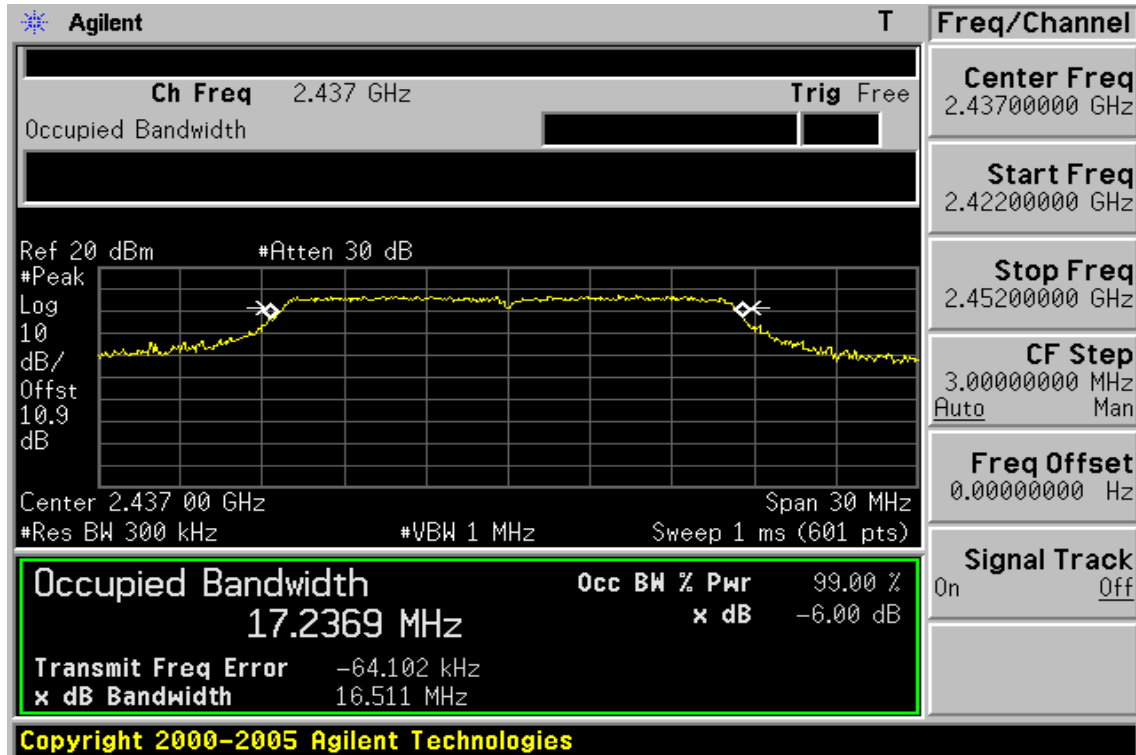 Agilent T
Ch Freq 2.437 GHz Trig Free
Occupied Bandwidth
Ref 20 dBm #Atten 30 dB
#Peak
Log
10
dB/
Offst
10.9
dB
Center 2.437 00 GHz Span 30 MHz
#Res BW 300 kHz #VBW 1 MHz Sweep 1 ms (601 pts)
Occupied Bandwidth Occ BW % Pwr 99.00 %
17.2369 MHz x dB -6.00 dB
Transmit Freq Error -64.102 kHz
x dB Bandwidth 16.511 MHz
Copyright 2000-2005 Agilent Technologies
Freq/Channel
Center Freq
2.43700000 GHz
Start Freq
2.42200000 GHz
Stop Freq
2.45200000 GHz
CF Step
3.00000000 MHz
Auto Man
Freq Offset
0.00000000 Hz
Signal Track
On Off